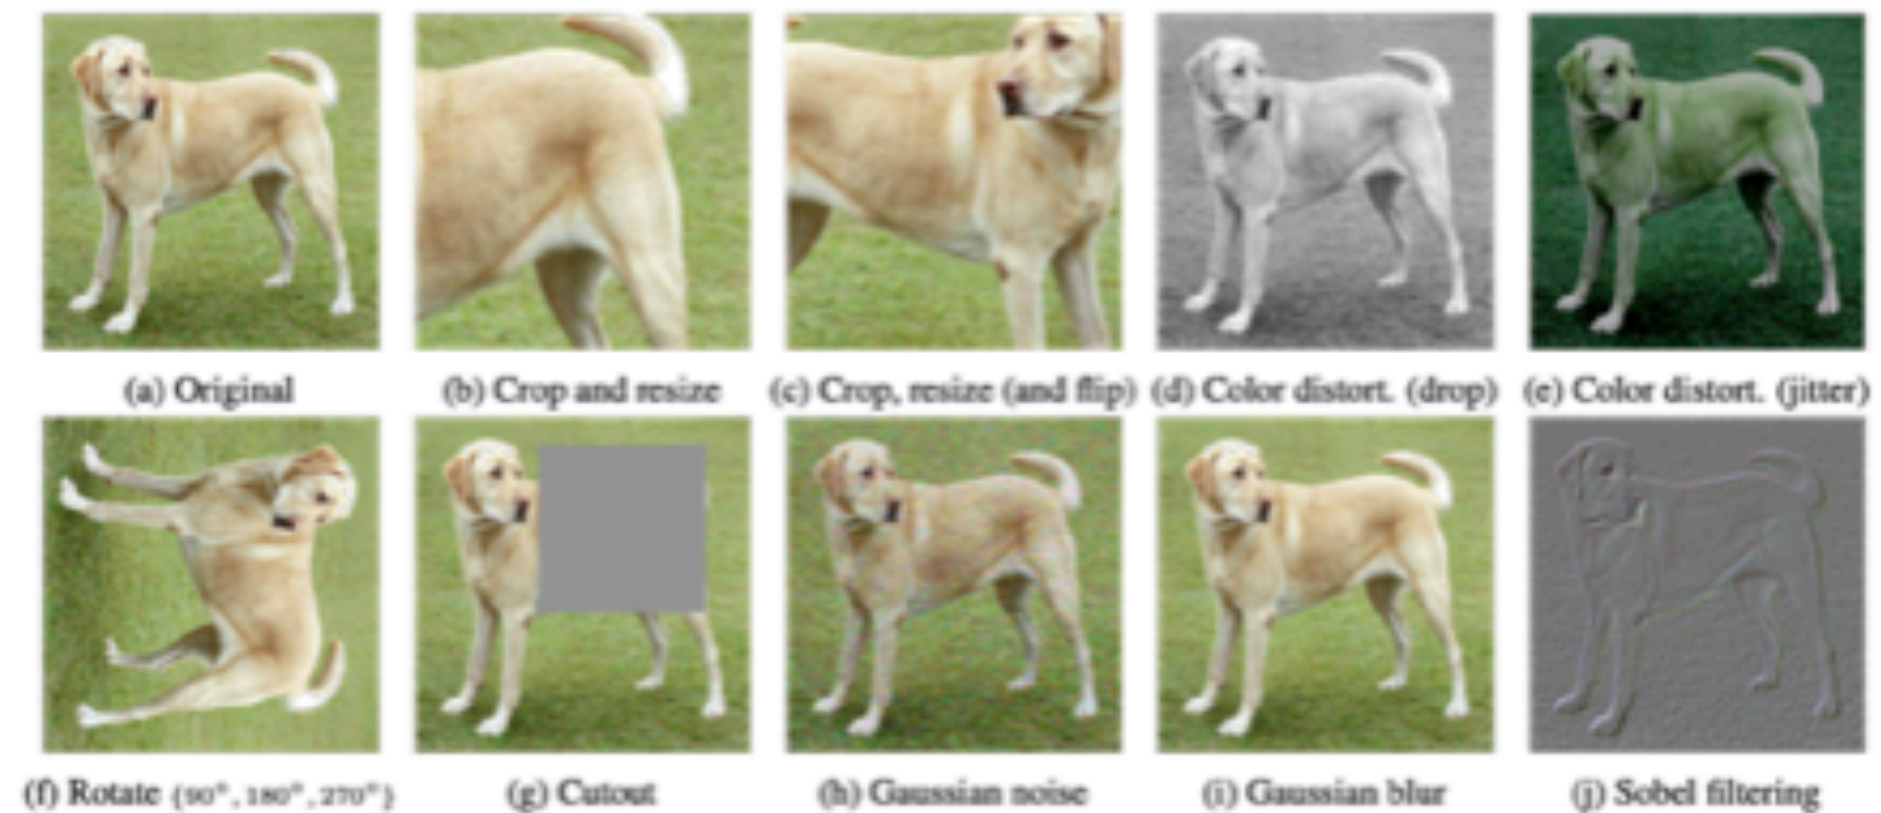 (a) Original
(b) Crop and resize
(c) Crop, resize (and flip)
(d) Color distort. (drop)
(e) Color distort. (jitter)
(f) Rotate {90°, 180°, 270°}
(g) Cutout
(h) Gaussian noise
(i) Gaussian blur
(j) Sobel filtering